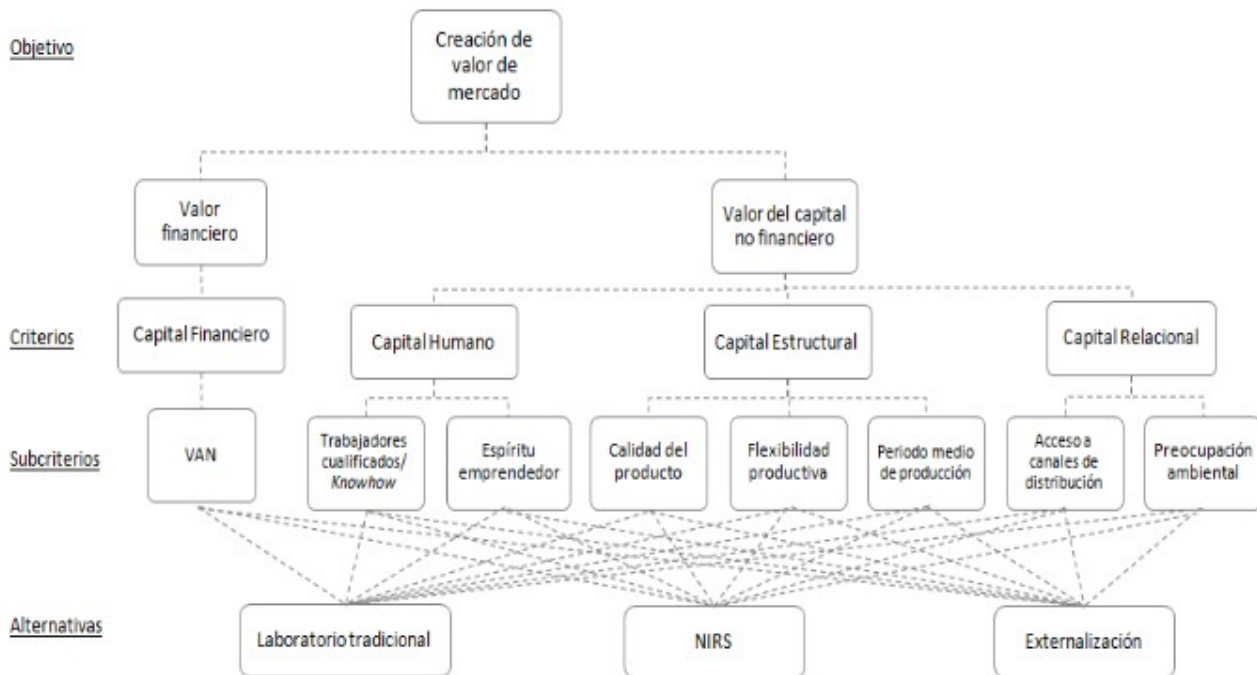 Objetivo
Creación de
valor de
mercado
Valor
financiero
Valor del capital
no financiero
Criterios
Capital Financiero
Capital Humano
Capital Estructural
Capital Relacional
Subcriterios
VAN
Trabajadores
cualificados/
Knowhow
Espíritu
emprendedor
Calidad del
producto
Flexibilidad
productiva
Periodo medio
de producción
Acceso a
canales de
distribución
Preocupación
ambiental
Alternativas
Laboratorio tradicional
NIRS
Externalización